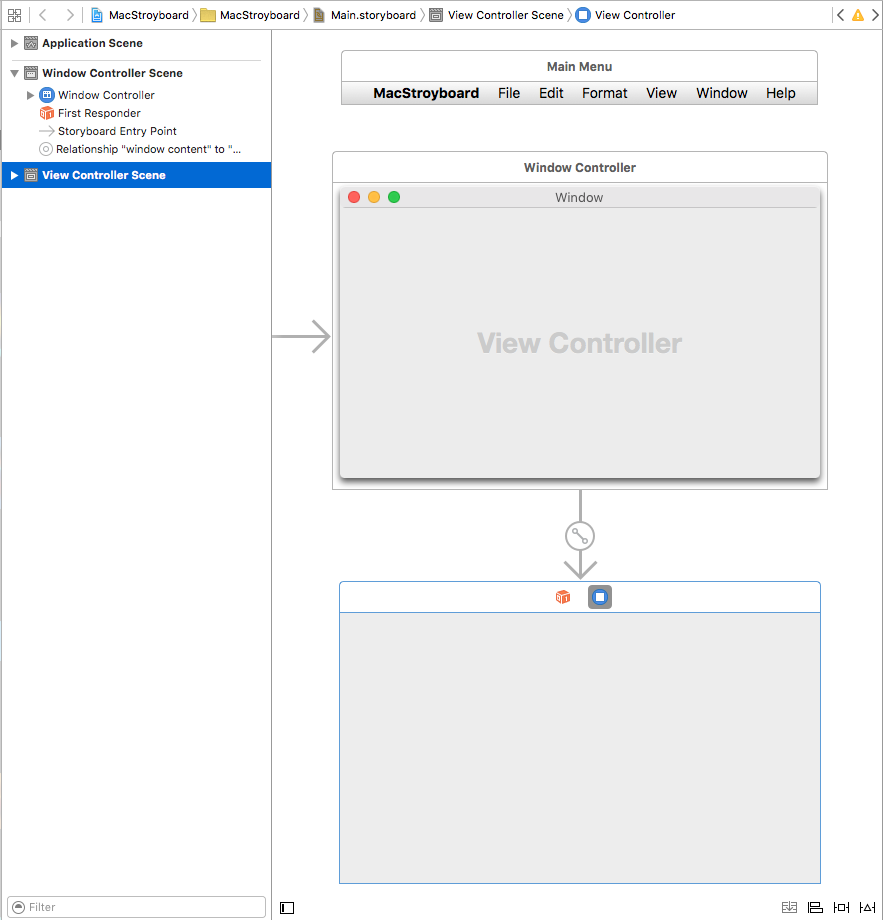 MacStroyboard MacStroyboard Main.storyboard View Controller Scene View Controller
Application Scene
Window Controller Scene
Window Controller
First Responder
Storyboard Entry Point
Relationship "window content" to "...
View Controller Scene
Main Menu
MacStroyboard File Edit Format View Window Help
Window Controller
Window
View Controller
Filter